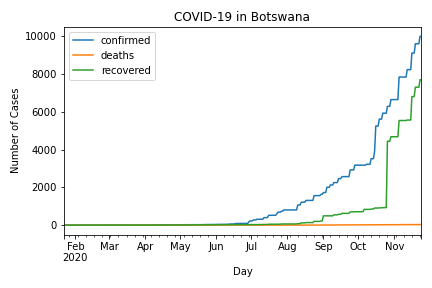 COVID-19 in Botswana
10000
8000
6000
4000
2000
0
Number of Cases
confirmed
deaths
recovered
Feb Mar Apr May Jun Jul Aug Sep Oct Nov
2020
Day